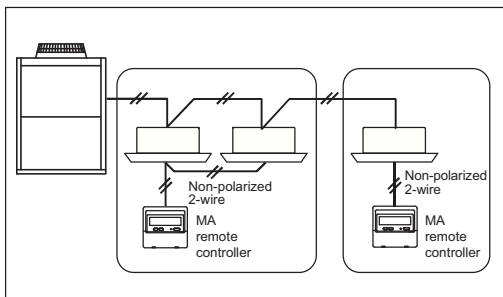 Non-polarized
2-wire
MA
remote
controller
Non-polarized
2-wire
MA
remote
controller